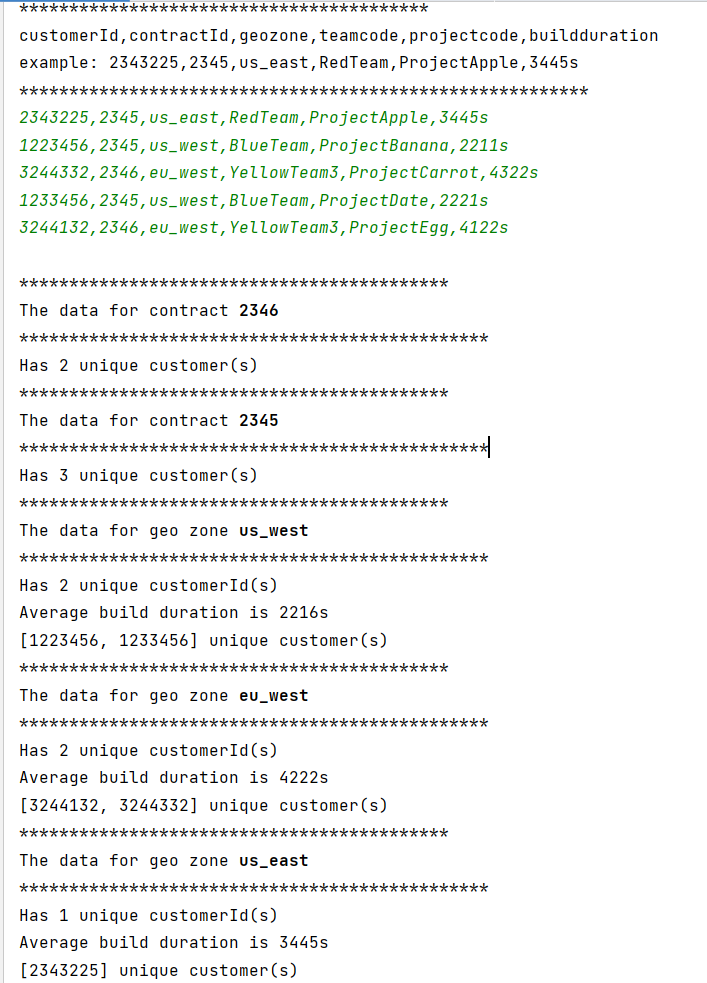 *****************************************
customerId,contractId,geozone,teamcode,projectcode,buildduration
example: 2343225,2345,us_east,RedTeam,ProjectApple,3445s
*********************************************************
2343225,2345,us_east,RedTeam,ProjectApple,3445s
1223456,2345,us_west,BlueTeam,ProjectBanana,2211s
3244332,2346,eu_west,YellowTeam3,ProjectCarrot,4322s
1233456,2345,us_west,BlueTeam,ProjectDate,2221s
3244132,2346,eu_west,YellowTeam3,ProjectEgg,4122s
*******************************************
The data for contract 2346
***********************************************
Has 2 unique customer(s)
*******************************************
The data for contract 2345
***********************************************
Has 3 unique customer(s)
*******************************************
The data for geo zone us_west
***********************************************
Has 2 unique customerId(s)
Average build duration is 2216s
[1223456, 1233456] unique customer(s)
*******************************************
The data for geo zone eu_west
***********************************************
Has 2 unique customerId(s)
Average build duration is 4222s
[3244132, 3244332] unique customer(s)
*******************************************
The data for geo zone us_east
***********************************************
Has 1 unique customerId(s)
Average build duration is 3445s
[2343225] unique customer(s)